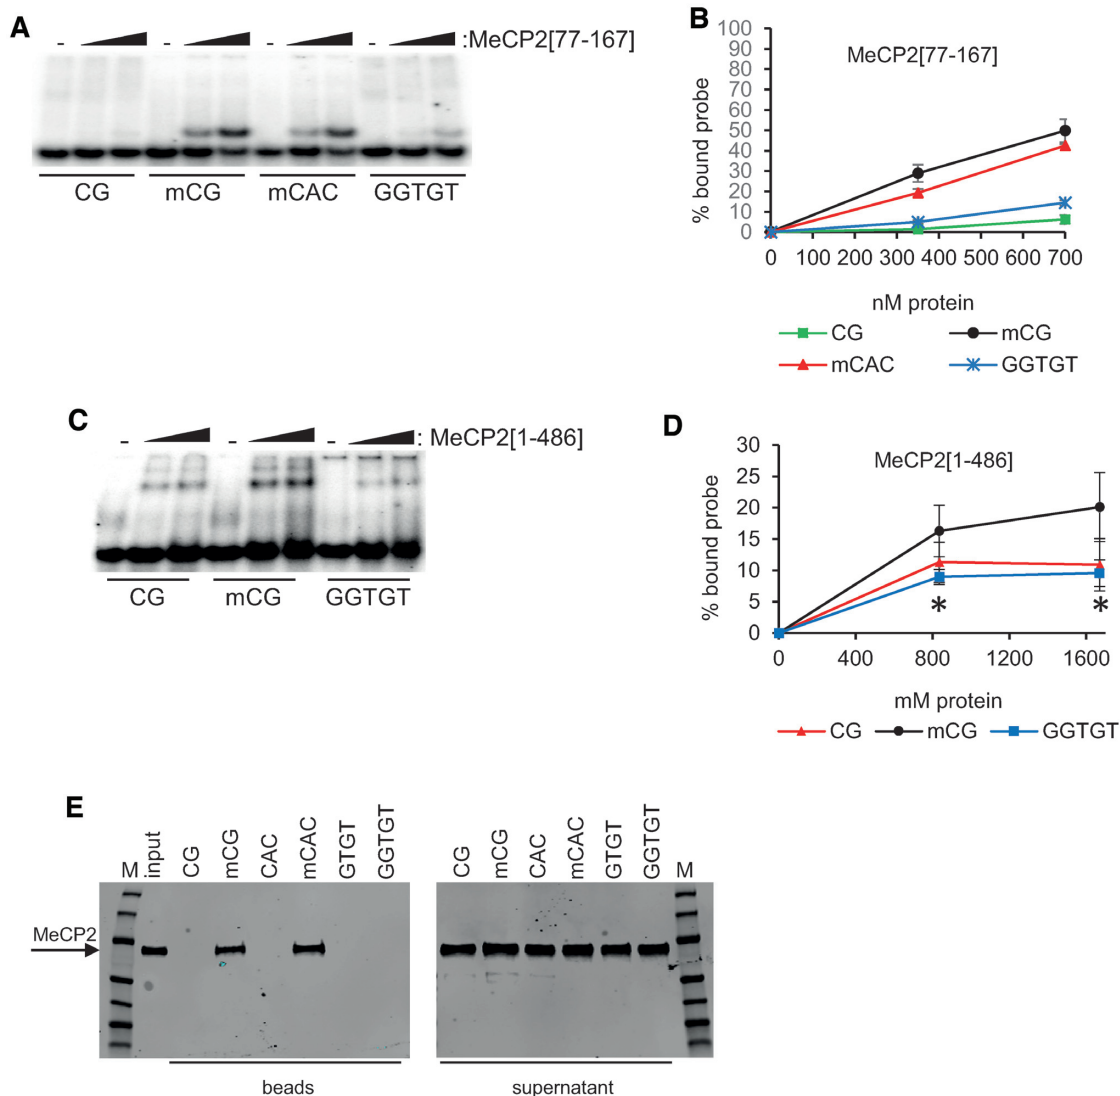 A
- - - - :MeCP2[77-167]
CG mCG mCAC GGTGT
B
MeCP2[77-167]
% bound probe
100
90
80
70
60
50
40
30
20
10
0
0 100 200 300 400 500 600 700
nM protein
CG mCG
mCAC GGTGT
C
- - - : MeCP2[1-486]
CG mCG GGTGT
D
MeCP2[1-486]
% bound probe
30
25
20
15
10
5
0
* *
0 400 800 1200 1600
mM protein
CG mCG GGTGT
E
M input CG mCG CAC mCAC GTGT GGTGT
CG mCG CAC mCAC GTGT GGTGT M
MeCP2
beads
supernatant